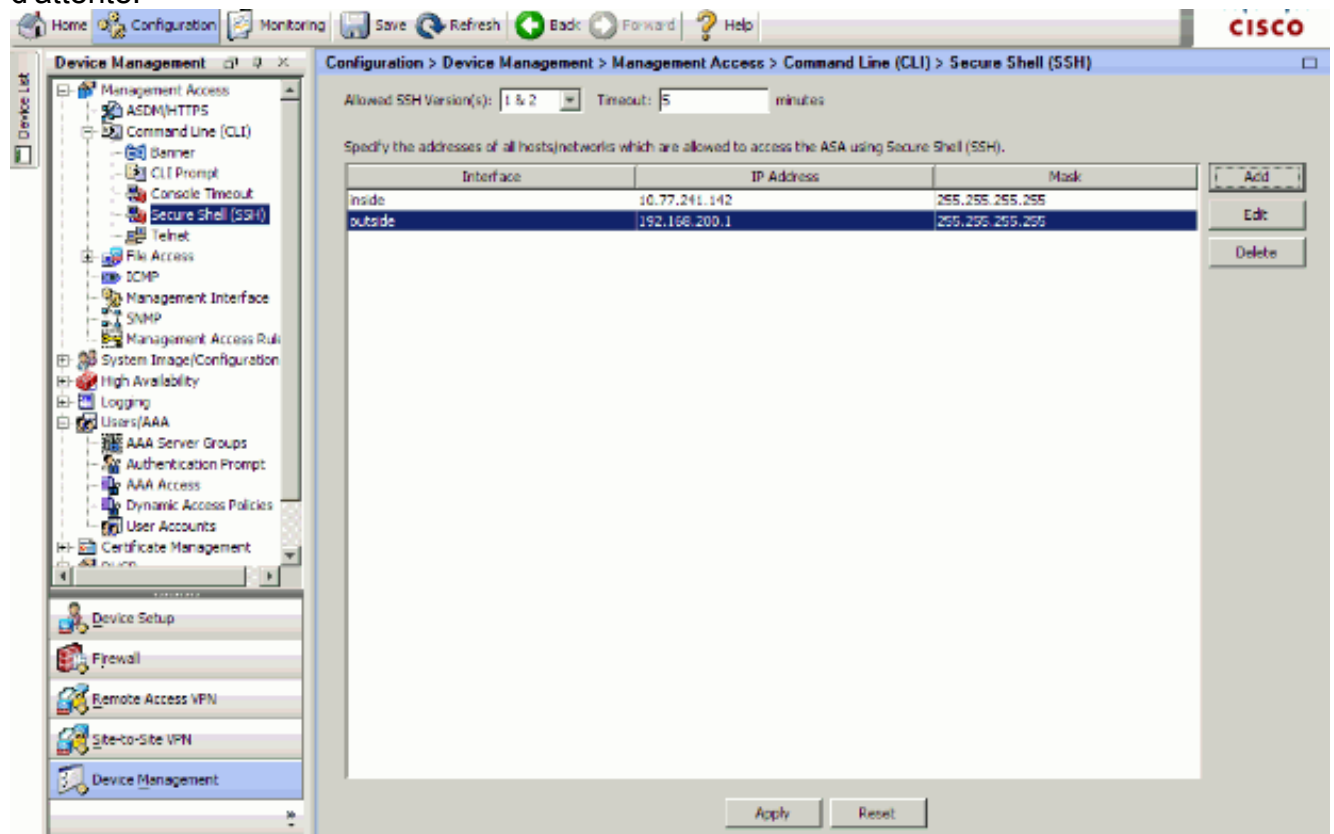 d'attente.
Home Configuration Monitoring Save Refresh Back Forward Help
CISCO
Device List
Device Management
Management Access
ASDM/HTTPS
Command Line (CLI)
Banner
CLI Prompt
Console Timeout
Secure Shell (SSH)
Telnet
File Access
ICMP
Management Interface
SNMP
Management Access Rule
System Image/Configuration
High Availability
Logging
Users/AAA
AAA Server Groups
Authentication Prompt
AAA Access
Dynamic Access Policies
User Accounts
Certificate Management
DHCP
Device Setup
Firewall
Remote Access VPN
Site-to-Site VPN
Device Management
Configuration > Device Management > Management Access > Command Line (CLI) > Secure Shell (SSH)
Allowed SSH Version(s): 1 & 2 Timeout: 5 minutes
Specify the addresses of all hosts/networks which are allowed to access the ASA using Secure Shell (SSH).
Interface IP Address Mask
inside 10.77.241.142 255.255.255.255
outside 192.168.200.1 255.255.255.255
Add
Edit
Delete
Apply Reset